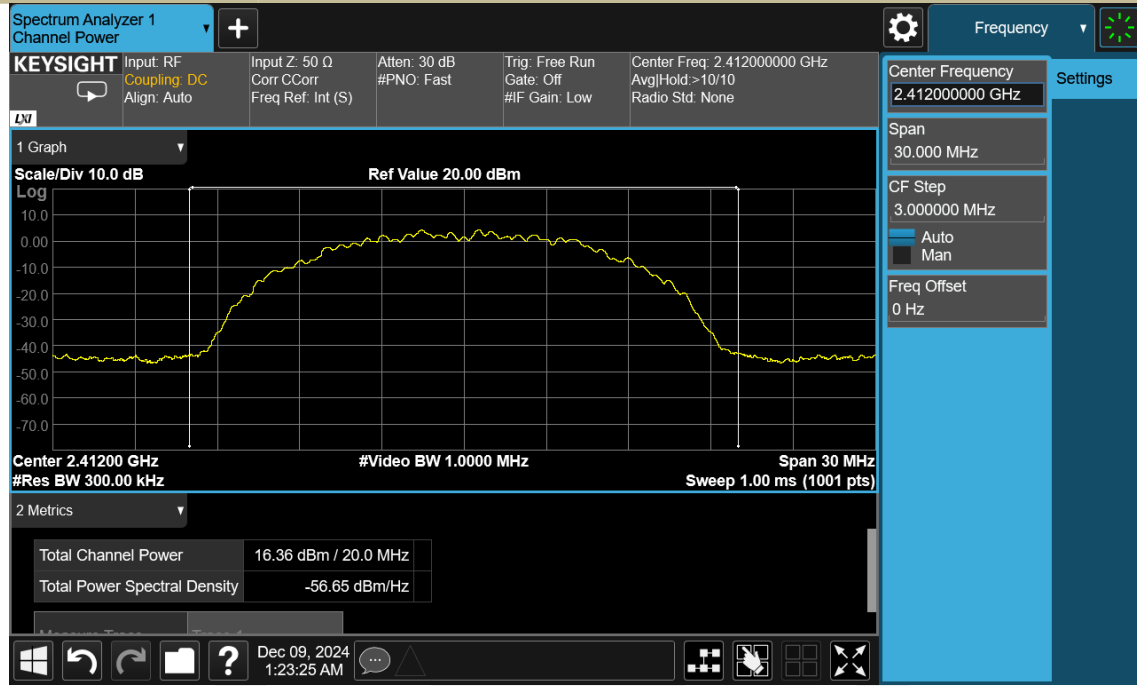 Spectrum Analyzer 1
Channel Power
+
Frequency
KEYSIGHT
LXI
Input: RF
Coupling: DC
Align: Auto
Input Z: 50 Ω
Corr CCorr
Freq Ref: Int (S)
Atten: 30 dB
#PNO: Fast
Trig: Free Run
Gate: Off
#IF Gain: Low
Center Freq: 2.412000000 GHz
Avg|Hold:>10/10
Radio Std: None
Center Frequency
2.412000000 GHz
Settings
Span
30.000 MHz
CF Step
3.000000 MHz
Auto
Man
Freq Offset
0 Hz
1 Graph
Scale/Div 10.0 dB
Ref Value 20.00 dBm
Log
10.0
0.00
-10.0
-20.0
-30.0
-40.0
-50.0
-60.0
-70.0
Center 2.41200 GHz
#Video BW 1.0000 MHz
Span 30 MHz
#Res BW 300.00 kHz
Sweep 1.00 ms (1001 pts)
2 Metrics
Total Channel Power 16.36 dBm / 20.0 MHz
Total Power Spectral Density -56.65 dBm/Hz
?
Dec 09, 2024
1:23:25 AM